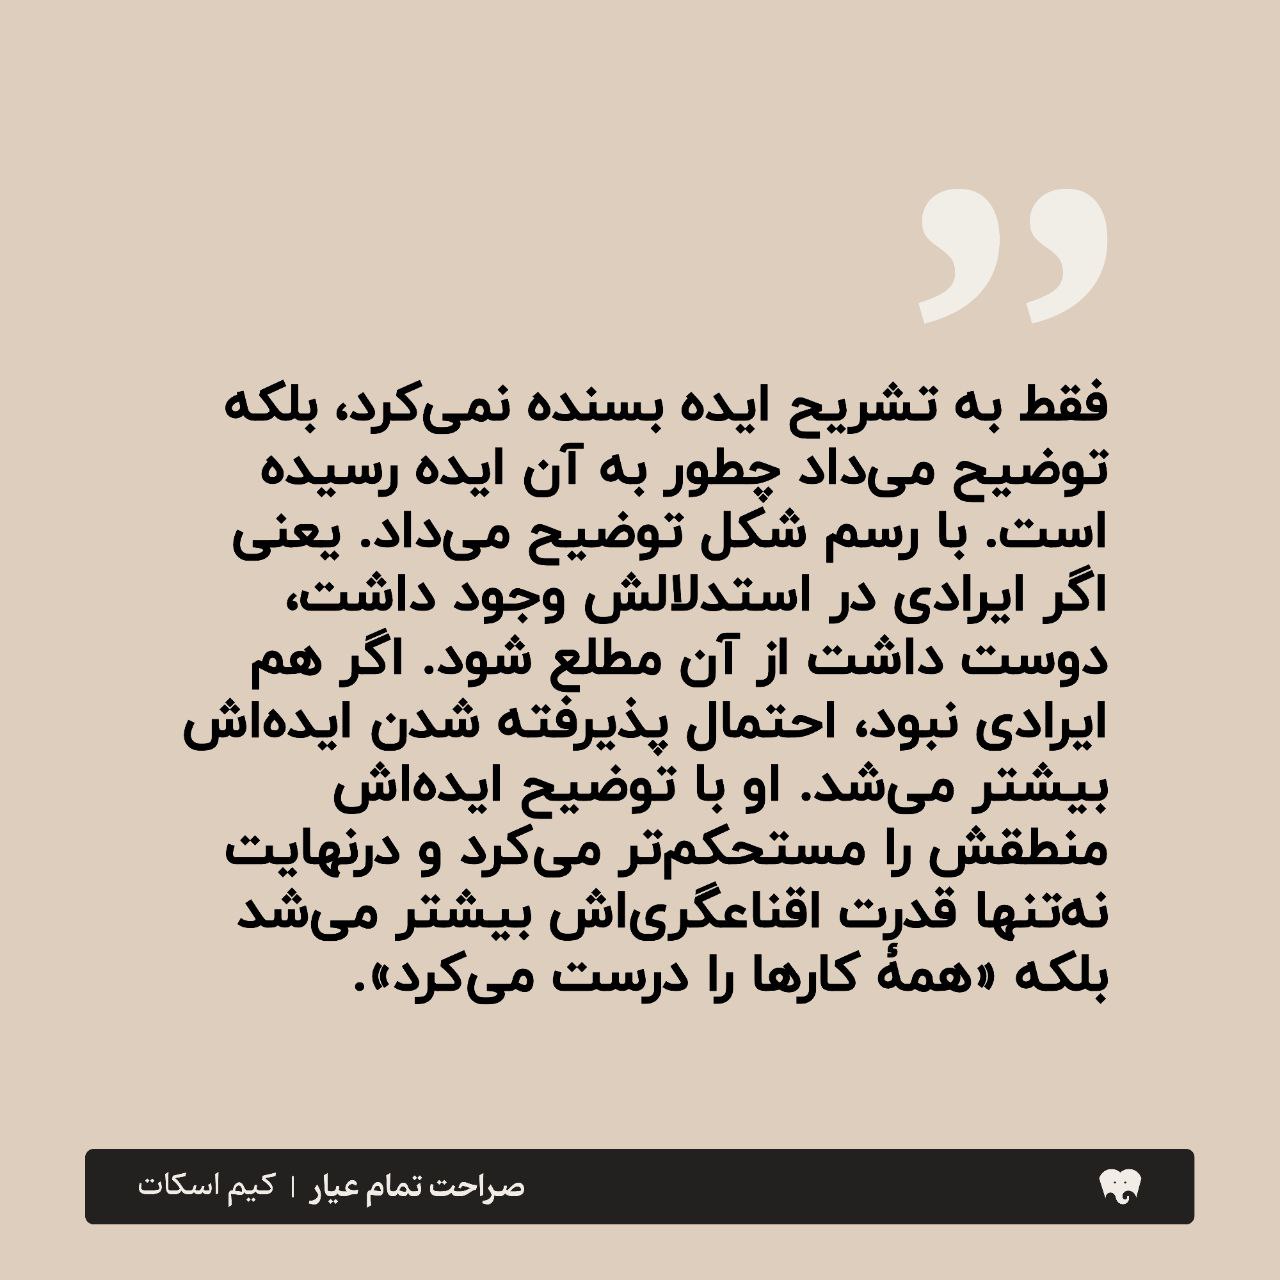 ”
فقط به تشریح ایده بسنده نمی‌کرد، بلکه
توضیح می‌داد چطور به آن ایده رسیده
است. با رسم شکل توضیح می‌داد. یعنی
اگر ایرادی در استدلالش وجود داشت،
دوست داشت از آن مطلع شود. اگر هم
ایرادی نبود، احتمال پذیرفته شدن ایده‌اش
بیشتر می‌شد. او با توضیح ایده‌اش
منطقش را مستحکم‌تر می‌کرد و درنهایت
نه‌تنها قدرت اقناعگری‌اش بیشتر می‌شد
بلکه «همهٔ کارها را درست می‌کرد».
صراحت تمام عیار | کیم اسکات